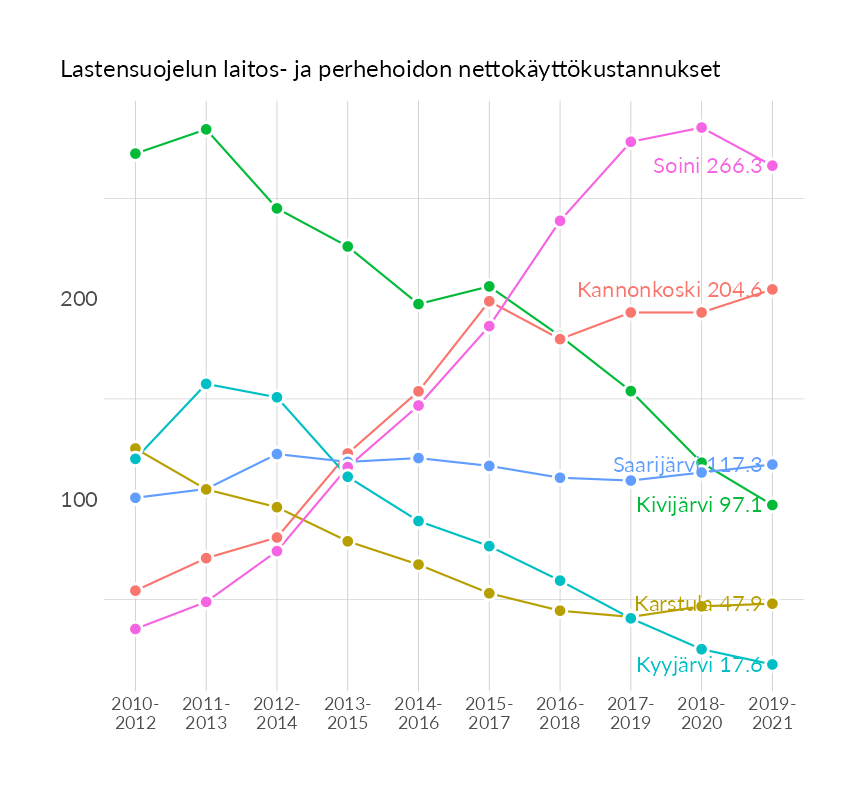 Lastensuojelun laitos- ja perhehoidon nettokäyttökustannukset
Soini 266.3
Kannonkoski 204.6
200
Saarijärvi 117.3
100
Kivijärvi 97.1
Karstula 47.9
Kyyjärvi 17.6
2010- 2011- 2012- 2013- 2014- 2015- 2016- 2017- 2018- 2019-
2012 2013 2014 2015 2016 2017 2018 2019 2020 2021